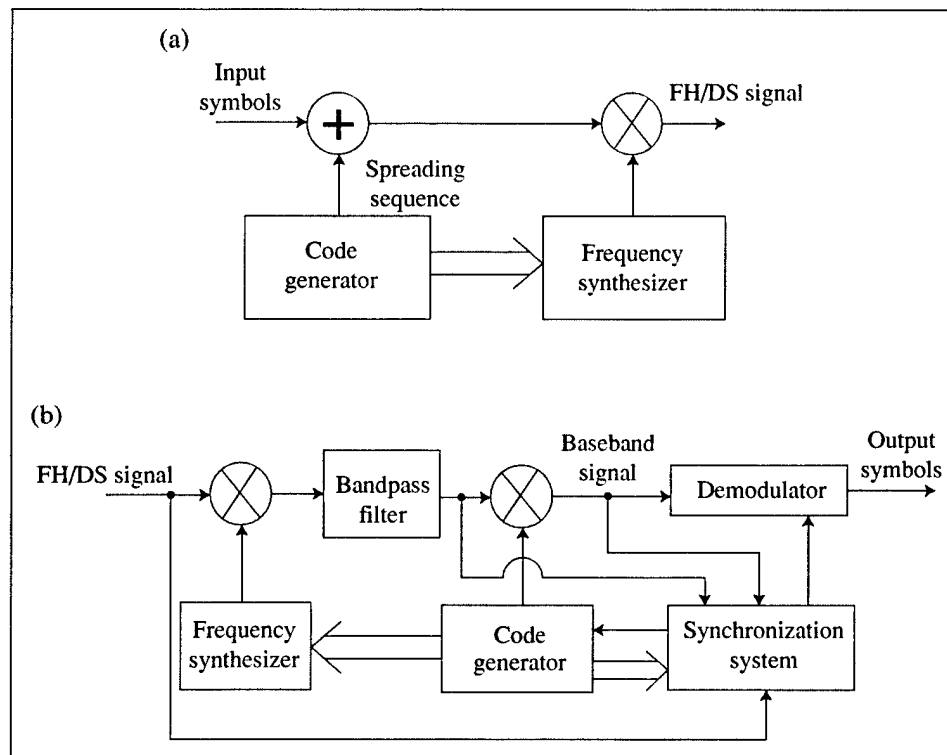 (a)
Input
symbols
FH/DS signal
Spreading
sequence
Code
generator
Frequency
synthesizer
(b)
FH/DS signal
Bandpass
filter
Baseband
signal
Demodulator
Output
symbols
Frequency
synthesizer
Code
generator
Synchronization
system